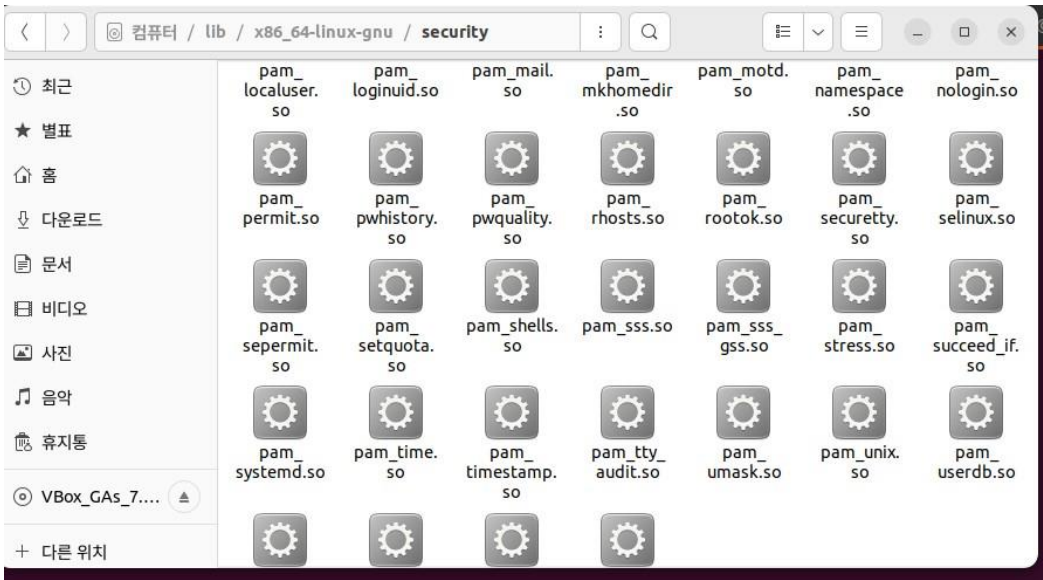 컴퓨터 / lib / x86_64-linux-gnu / security
최근
별표
홈
다운로드
문서
비디오
사진
음악
휴지통
VBox_GAs_7....
+ 다른 위치
pam_
localuser.
so
pam_
loginuid.so
pam_mail.
so
pam_
mkhomedir
.so
pam_motd.
so
pam_
namespace
.so
pam_
nologin.so
pam_
permit.so
pam_
pwhistory.
so
pam_
pwquality.
so
pam_
rhosts.so
pam_
rootok.so
pam_
securetty.
so
pam_
selinux.so
pam_
sepermit.
so
pam_
setquota.
so
pam_shells.
so
pam_sss.so
pam_sss_
gss.so
pam_
stress.so
pam_
succeed_if.
so
pam_
systemd.so
pam_time.
so
pam_
timestamp.
so
pam_tty_
audit.so
pam_
umask.so
pam_unix.
so
pam_
userdb.so